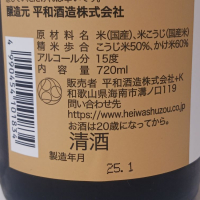 醸造元 平和酒造株式会社
原材料名 米(国産)、米こうじ(国産米)
精米歩合 こうじ米50%、かけ米60%
アルコール分 15度
内容量 720ml
販売者 平和酒造株式会社+K
和歌山県海南市溝ノ口119
問い合わせ先
https://www.heiwashuzou.co.jp
お酒は20歳になってから。
清酒
製造年月 25.1
4990456101634